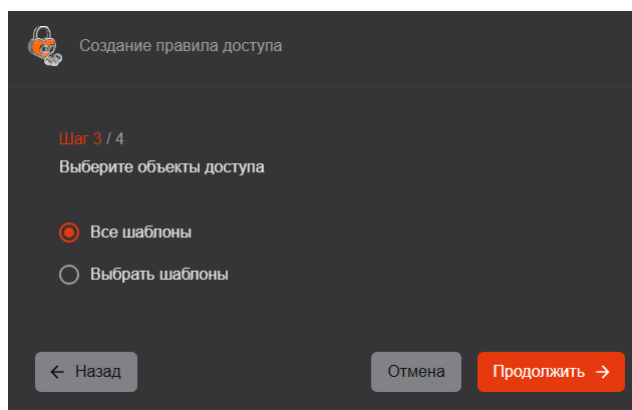 Создание правила доступа
Шаг 3 / 4
Выберите объекты доступа
Все шаблоны
Выбрать шаблоны
← Назад
Отмена
Продолжить →